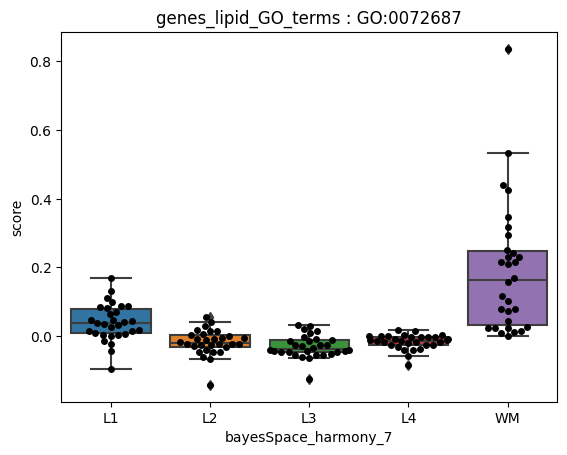 genes_lipid_GO_terms : GO:0072687
score
0.8
0.6
0.4
0.2
0.0
L1 L2 L3 L4 WM
bayesSpace_harmony_7